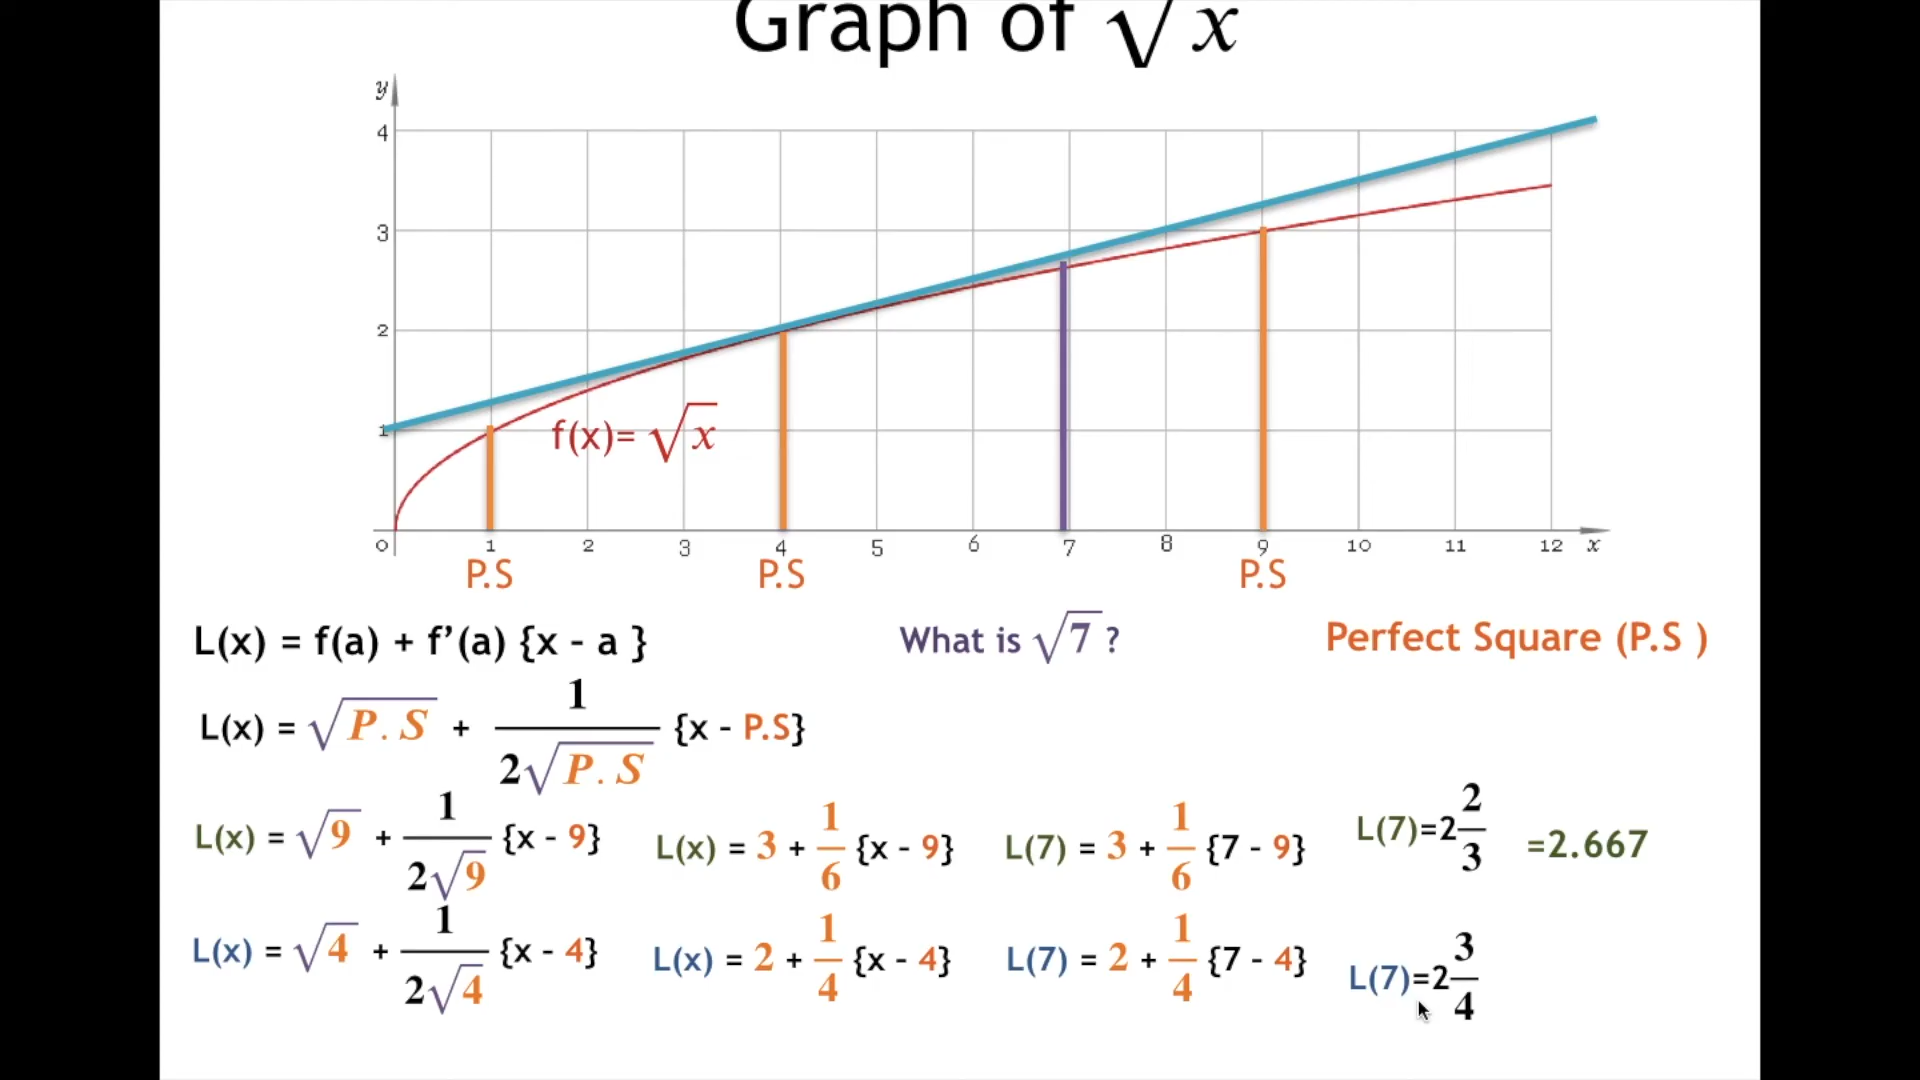 Graph of √x
y
4
3
2
1
f(x)= √x
0 1 2 3 4 5 6 7 8 9 10 11 12 x
P.S P.S P.S
L(x) = f(a) + f’(a) {x - a } What is √7 ? Perfect Square (P.S )
L(x) = √P.S + 1/2√P.S {x - P.S}
L(x) = √9 + 1/2√9 {x - 9} L(x) = 3 + 1/6 {x - 9} L(7) = 3 + 1/6 {7 - 9} L(7)=2 2/3 =2.667
L(x) = √4 + 1/2√4 {x - 4} L(x) = 2 + 1/4 {x - 4} L(7) = 2 + 1/4 {7 - 4} L(7)=2 3/4